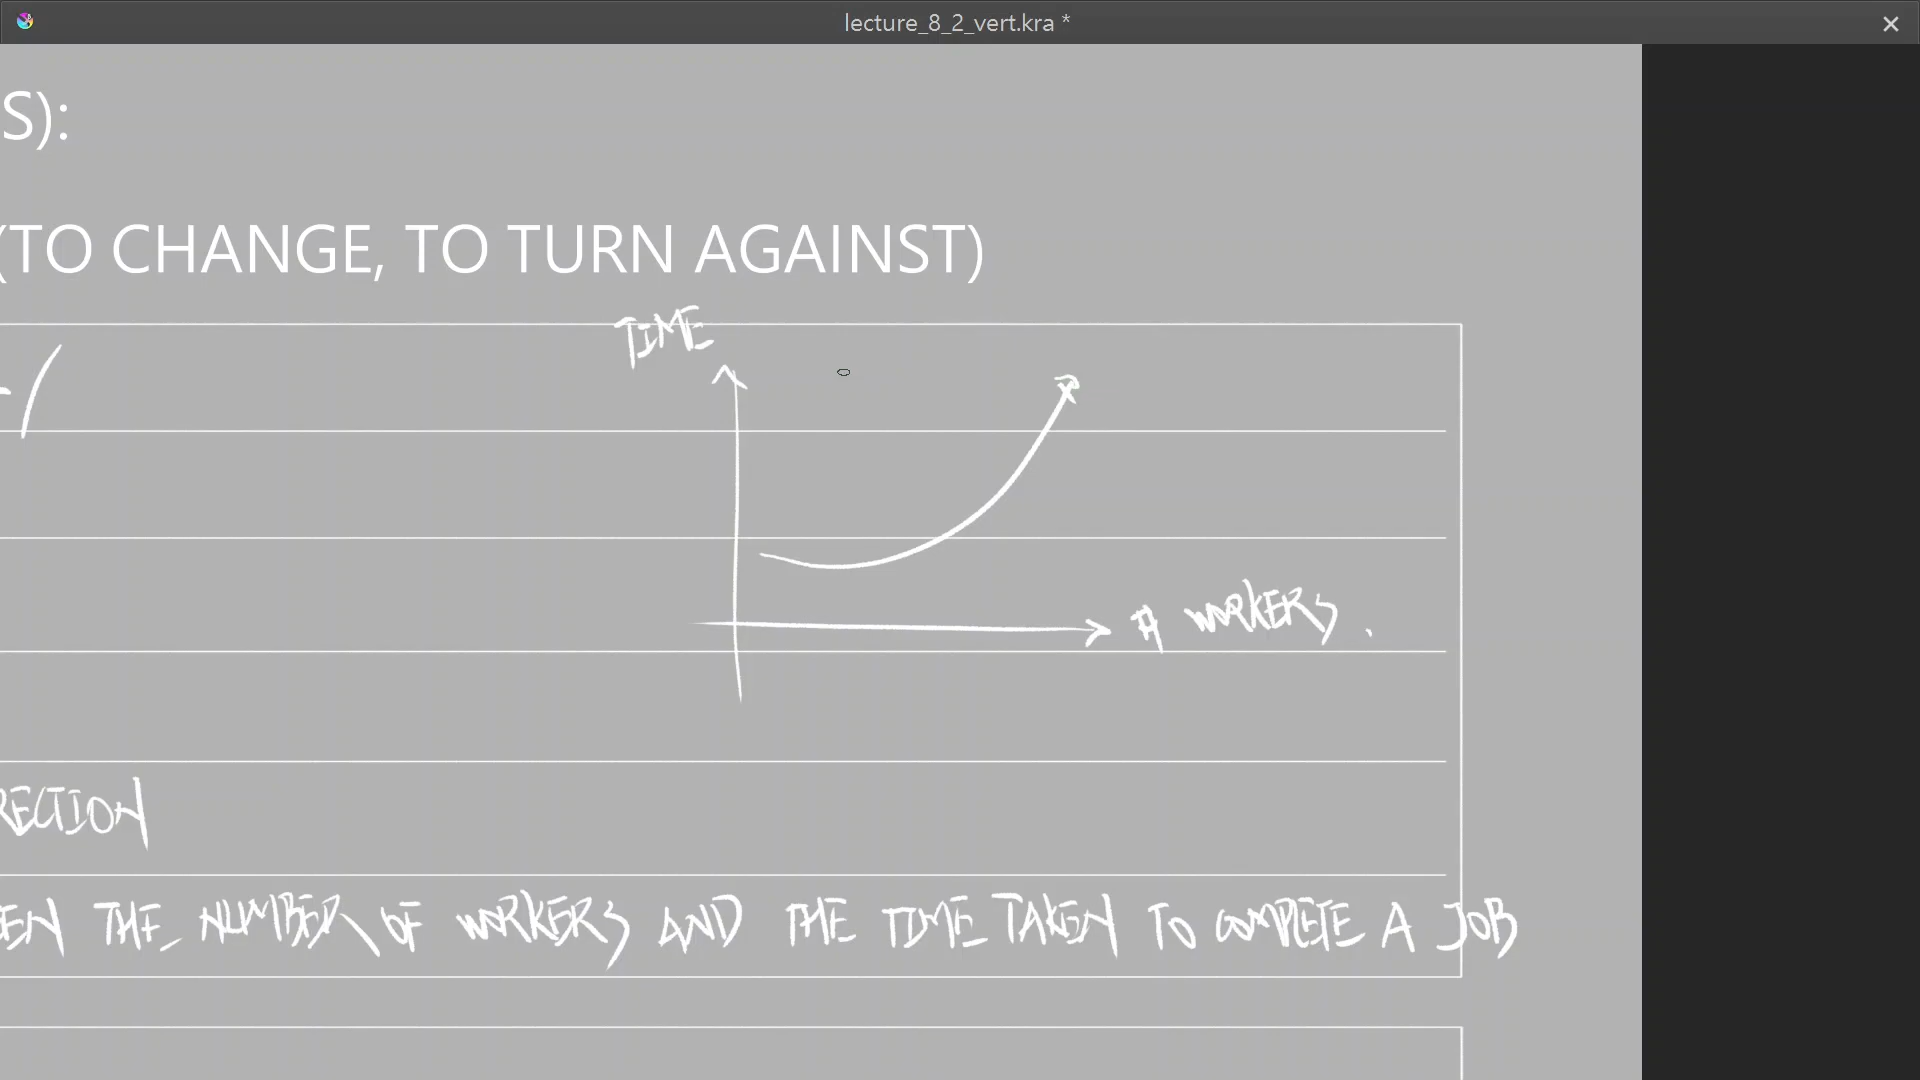 lecture_8_2_vert.kra *
S):
(TO CHANGE, TO TURN AGAINST)
TIME
# WORKERS.
RECTION
EEN THE NUMBER OF WORKERS AND THE TIME TAKEN TO COMPLETE A JOB